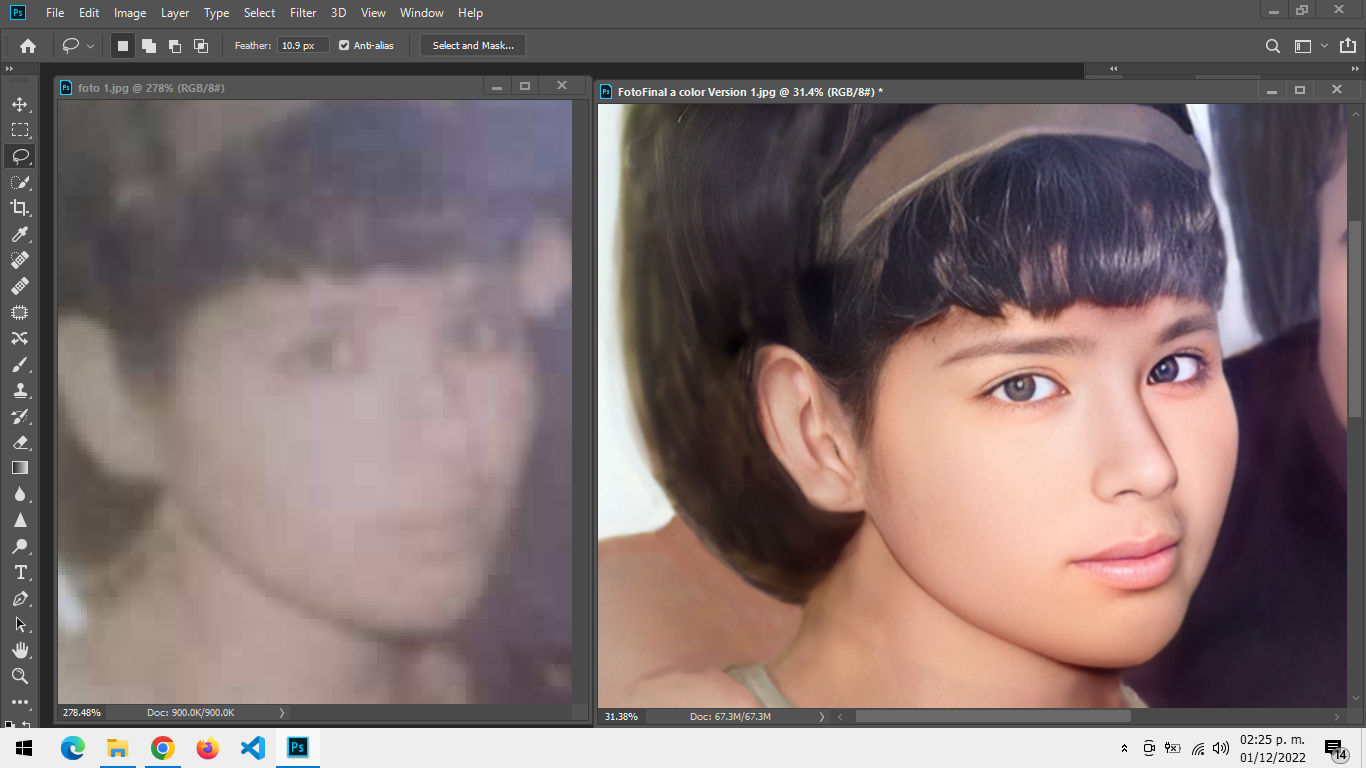 Ps File Edit Image Layer Type Select Filter 3D View Window Help
Feather: 10.9 px Anti-alias Select and Mask...
Ps foto 1.jpg @ 278% (RGB/8#)
Ps FotoFinal a color Version 1.jpg @ 31.4% (RGB/8#) *
T
278.48% Doc: 900.0K/900.0K
31.38% Doc: 67.3M/67.3M
Ps
02:25 p. m.
01/12/2022
14